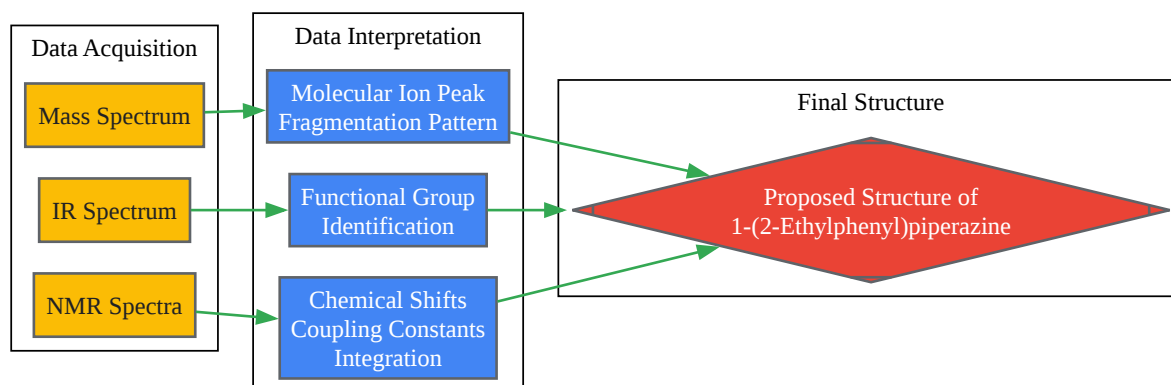 Data Acquisition
Mass Spectrum
IR Spectrum
NMR Spectra
Data Interpretation
Molecular Ion Peak
Fragmentation Pattern
Functional Group
Identification
Chemical Shifts
Coupling Constants
Integration
Final Structure
Proposed Structure of
1-(2-Ethylphenyl)piperazine